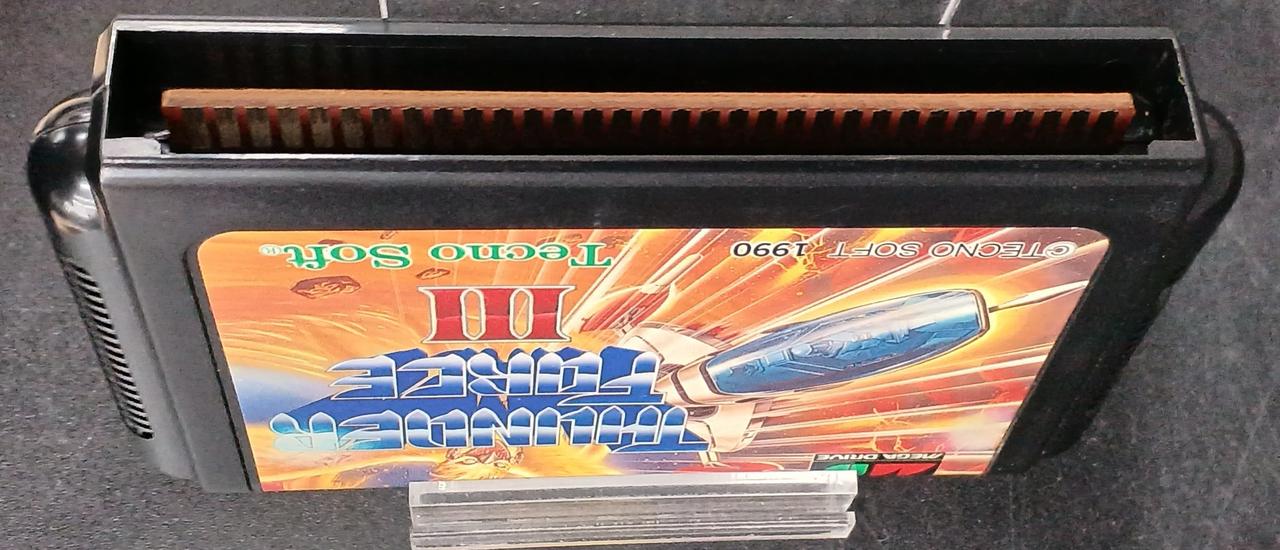 MEGA DRIVE
THUNDER
FORCE
III
©TECNO SOFT 1990
Tecno Soft®